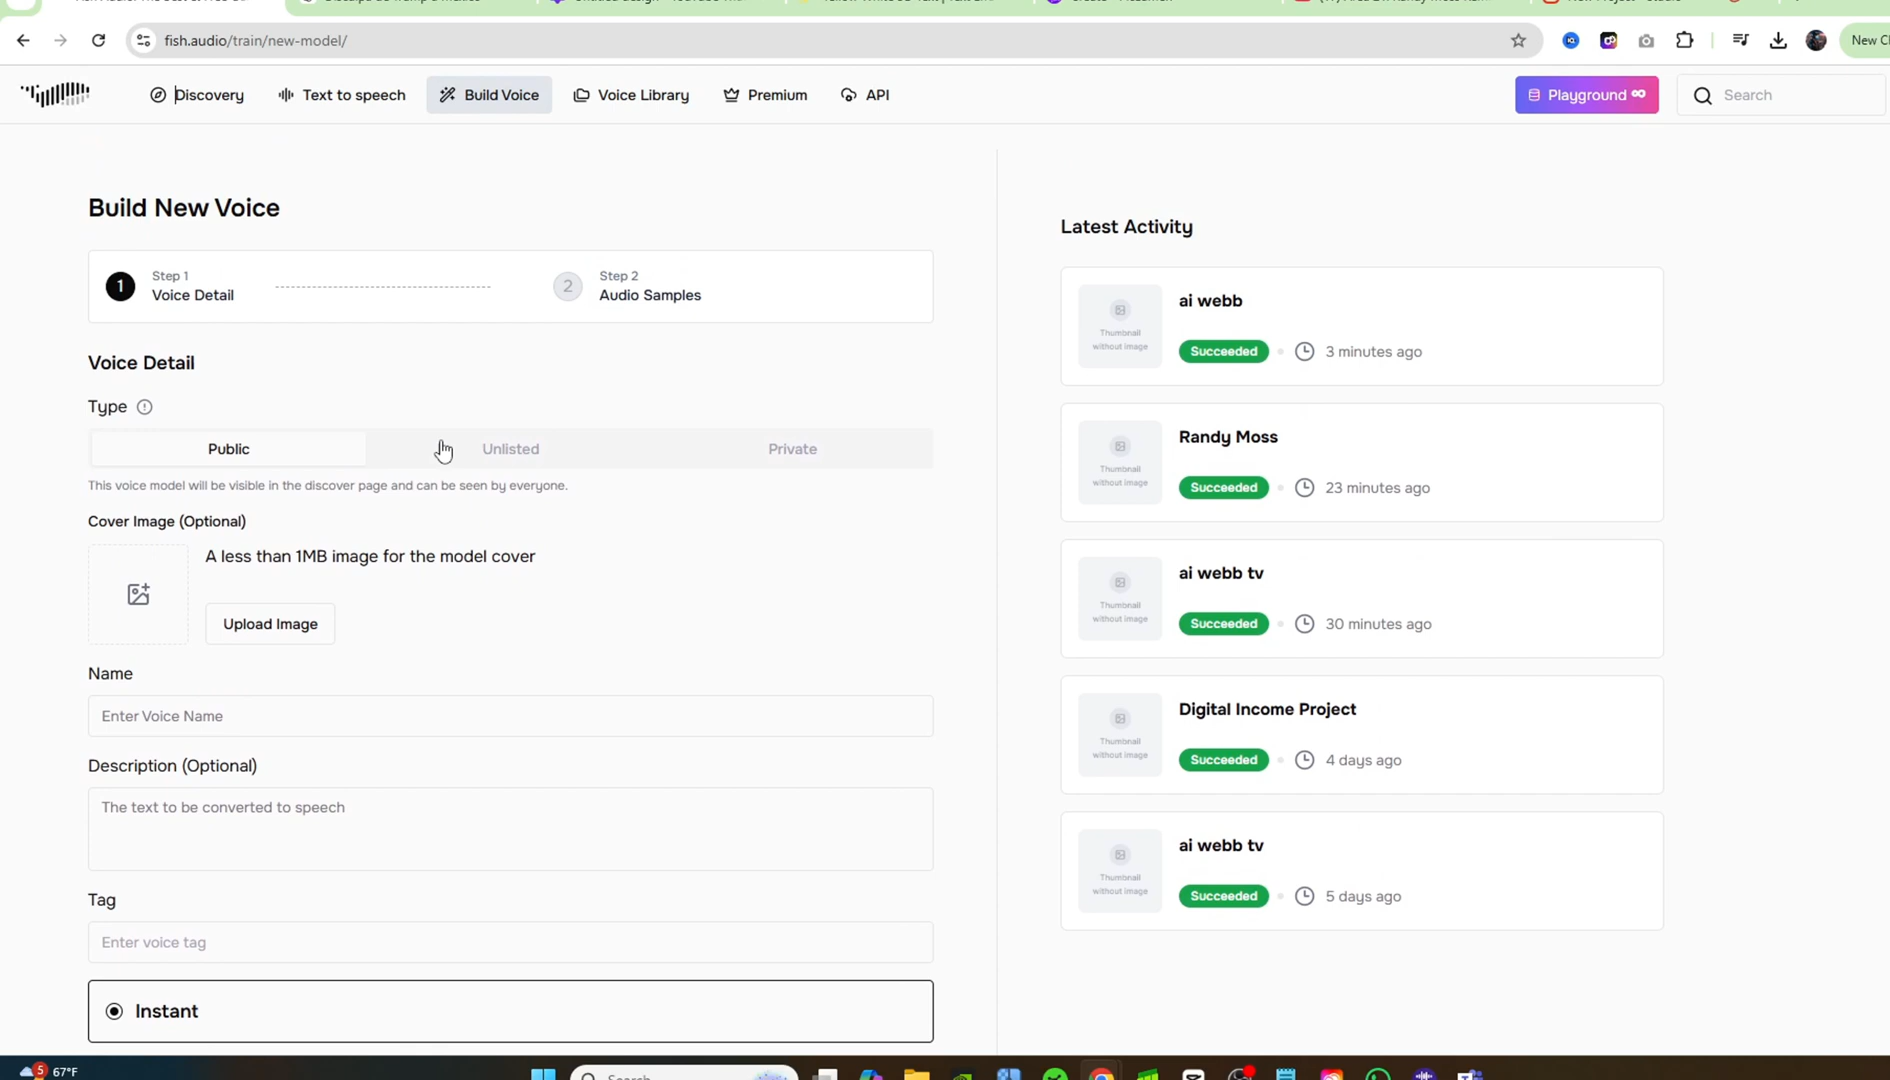 fish.audio/train/new-model/
New C
Discovery
Text to speech
Build Voice
Voice Library
Premium
API
Playground
Search
Build New Voice
1
Step 1
Voice Detail
2
Step 2
Audio Samples
Voice Detail
Type
Public
Unlisted
Private
This voice model will be visible in the discover page and can be seen by everyone.
Cover Image (Optional)
A less than 1MB image for the model cover
Upload Image
Name
Enter Voice Name
Description (Optional)
The text to be converted to speech
Tag
Enter voice tag
Instant
Latest Activity
Thumbnail
without image
ai webb
Succeeded
3 minutes ago
Thumbnail
without image
Randy Moss
Succeeded
23 minutes ago
Thumbnail
without image
ai webb tv
Succeeded
30 minutes ago
Thumbnail
without image
Digital Income Project
Succeeded
4 days ago
Thumbnail
without image
ai webb tv
Succeeded
5 days ago
5
67°F
Search